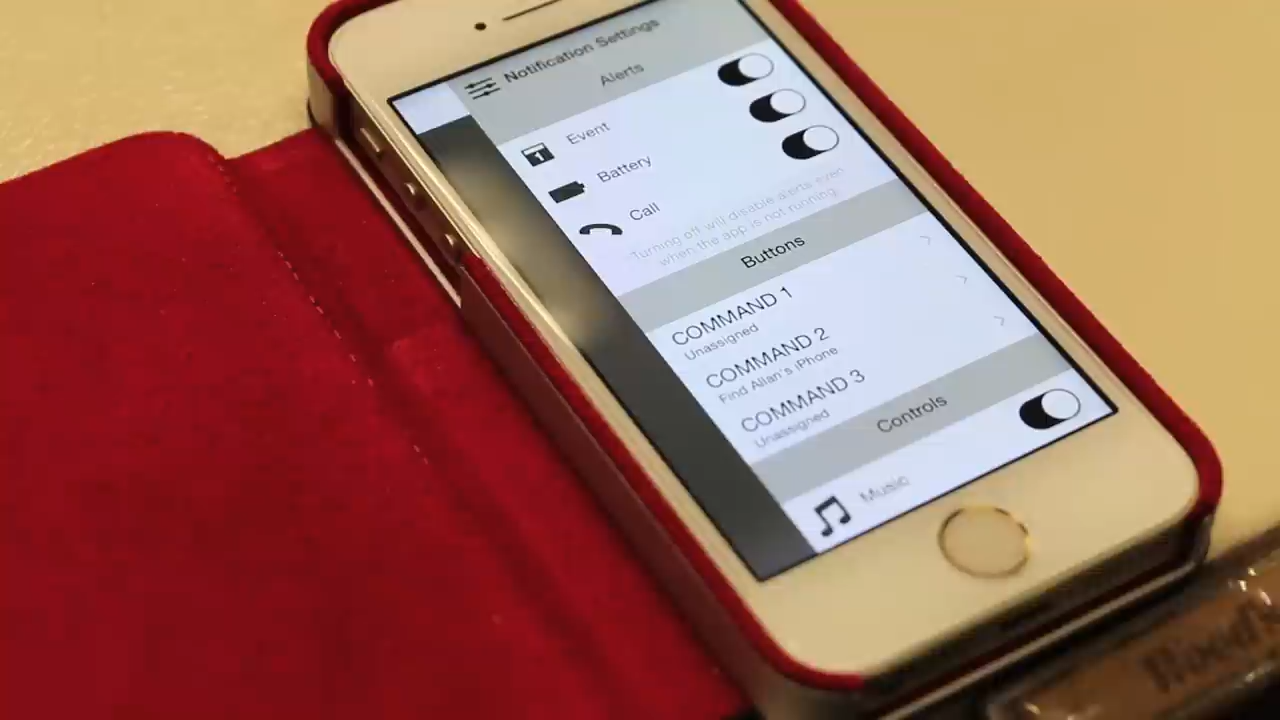 Notification Settings
Alerts
1
Event
Battery
Call
Turning off will disable alerts even
when the app is not running.
Buttons
COMMAND 1
Unassigned
COMMAND 2
Find Allan's iPhone
COMMAND 3
Unassigned
Controls
Music